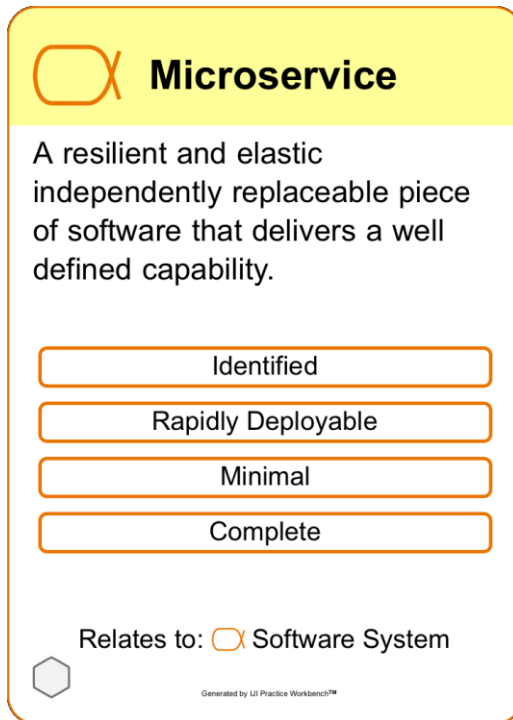 Microservice
A resilient and elastic
independently replaceable piece
of software that delivers a well
defined capability.
Identified
Rapidly Deployable
Minimal
Complete
Relates to: Software System
Generated by IJI Practice Workbench™